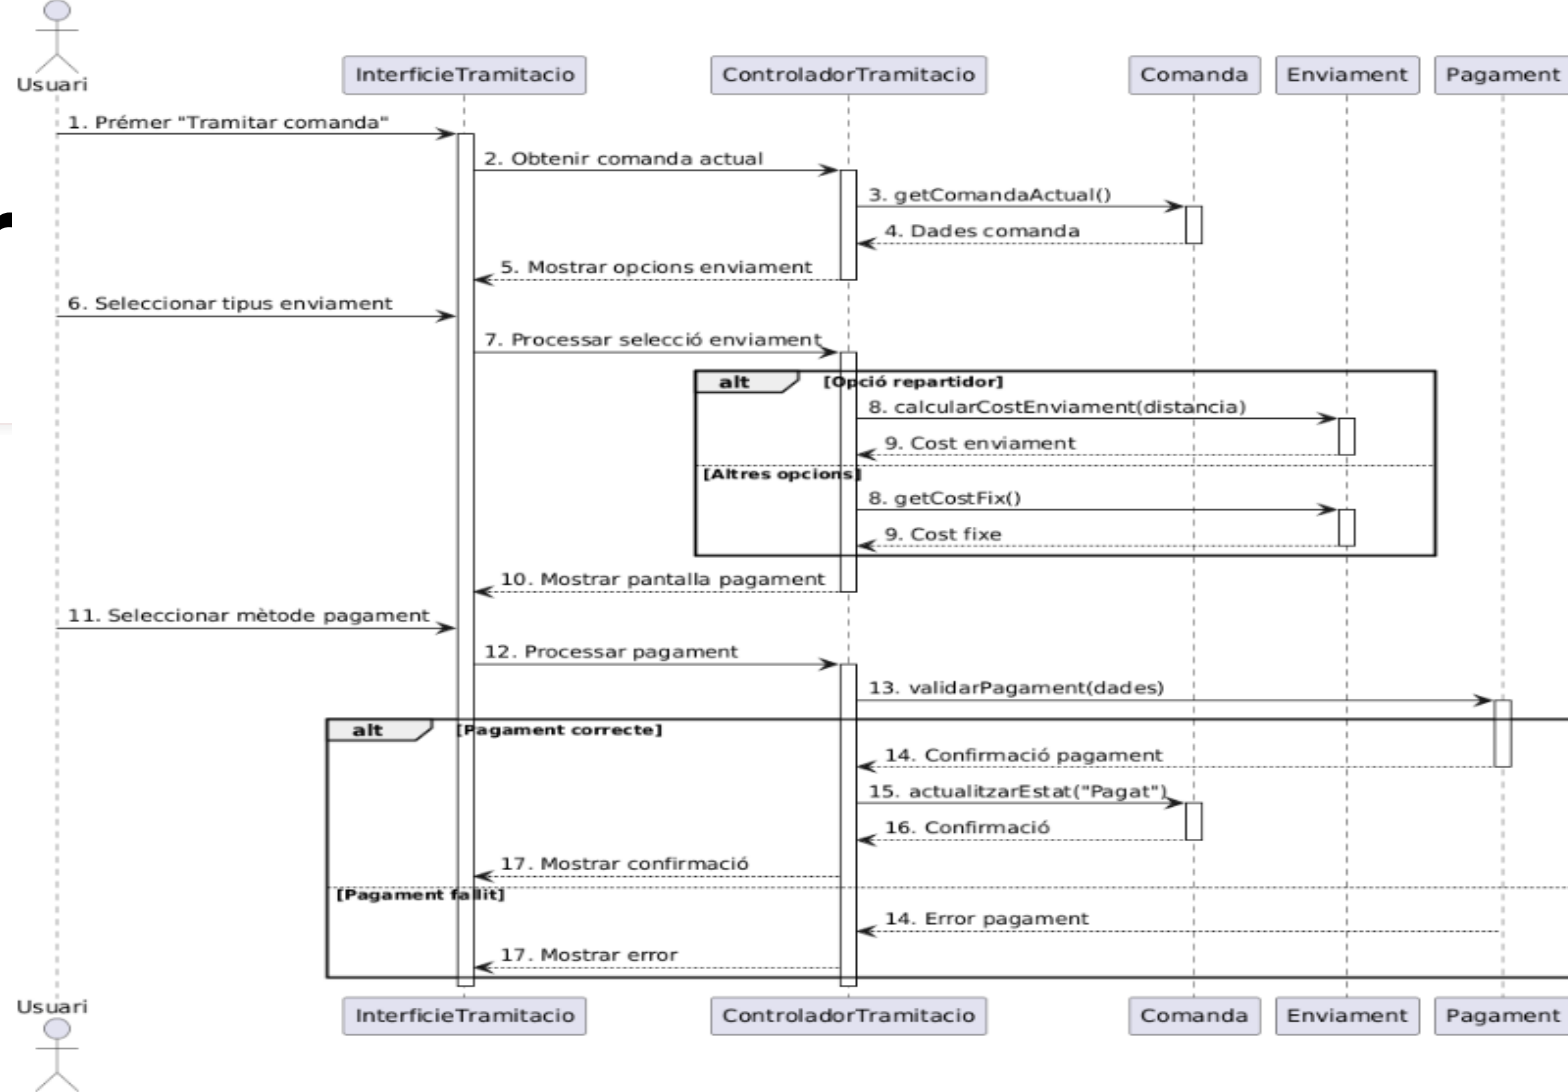 Usuari
InterficieTramitacio
ControladorTramitacio
Comanda
Enviament
Pagament
1. Prémer "Tramitar comanda"
2. Obtenir comanda actual
3. getComandaActual()
4. Dades comanda
5. Mostrar opcions enviament
6. Seleccionar tipus enviament
7. Processar selecció enviament
alt
[Opció repartidor]
8. calcularCostEnviament(distancia)
9. Cost enviament
[Altres opcions]
8. getCostFix()
9. Cost fixe
10. Mostrar pantalla pagament
11. Seleccionar mètode pagament
12. Processar pagament
13. validarPagament(dades)
alt
[Pagament correcte]
14. Confirmació pagament
15. actualitzarEstat("Pagat")
16. Confirmació
17. Mostrar confirmació
[Pagament fallit]
14. Error pagament
17. Mostrar error
Usuari
InterficieTramitacio
ControladorTramitacio
Comanda
Enviament
Pagament